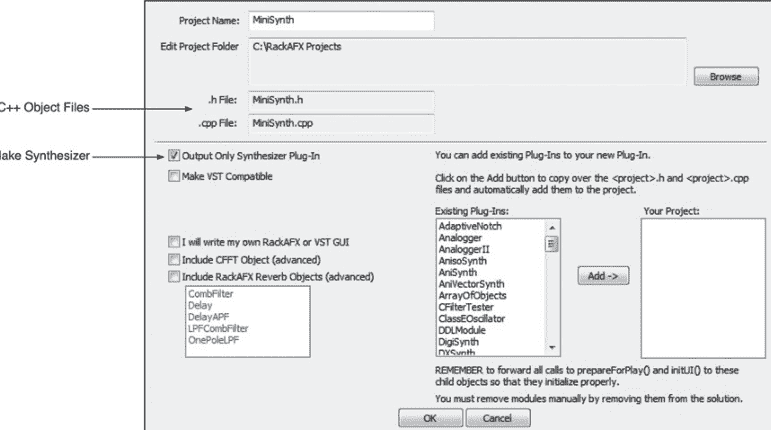 Project Name: MiniSynth
Edit Project Folder C:\RackAFX Projects
Browse
C++ Object Files
.h File: MiniSynth.h
.cpp File: MiniSynth.cpp
Make Synthesizer
Output Only Synthesizer Plug-In
Make VST Compatible
I will write my own RackAFX or VST GUI
Include CFFT Object (advanced)
Include RackAFX Reverb Objects (advanced)
CombFilter
Delay
DelayAPF
LPFCombFilter
OnePoleLPF
You can add existing Plug-Ins to your new Plug-In.
Click on the Add button to copy over the <project>.h and <project>.cpp
files and automatically add them to the project.
Existing Plug-Ins:
AdaptiveNotch
Analogger
AnaloggerII
AnisoSynth
AniSynth
AniVectorSynth
ArrayOfObjects
CFilterTester
ClassEOscillator
DDLModule
DigiSynth
DXSynth
Add ->
Your Project:
REMEMBER to forward all calls to prepareForPlay() and initUI() to these
child objects so that they initialize properly.
You must remove modules manually by removing them from the solution.
OK
Cancel